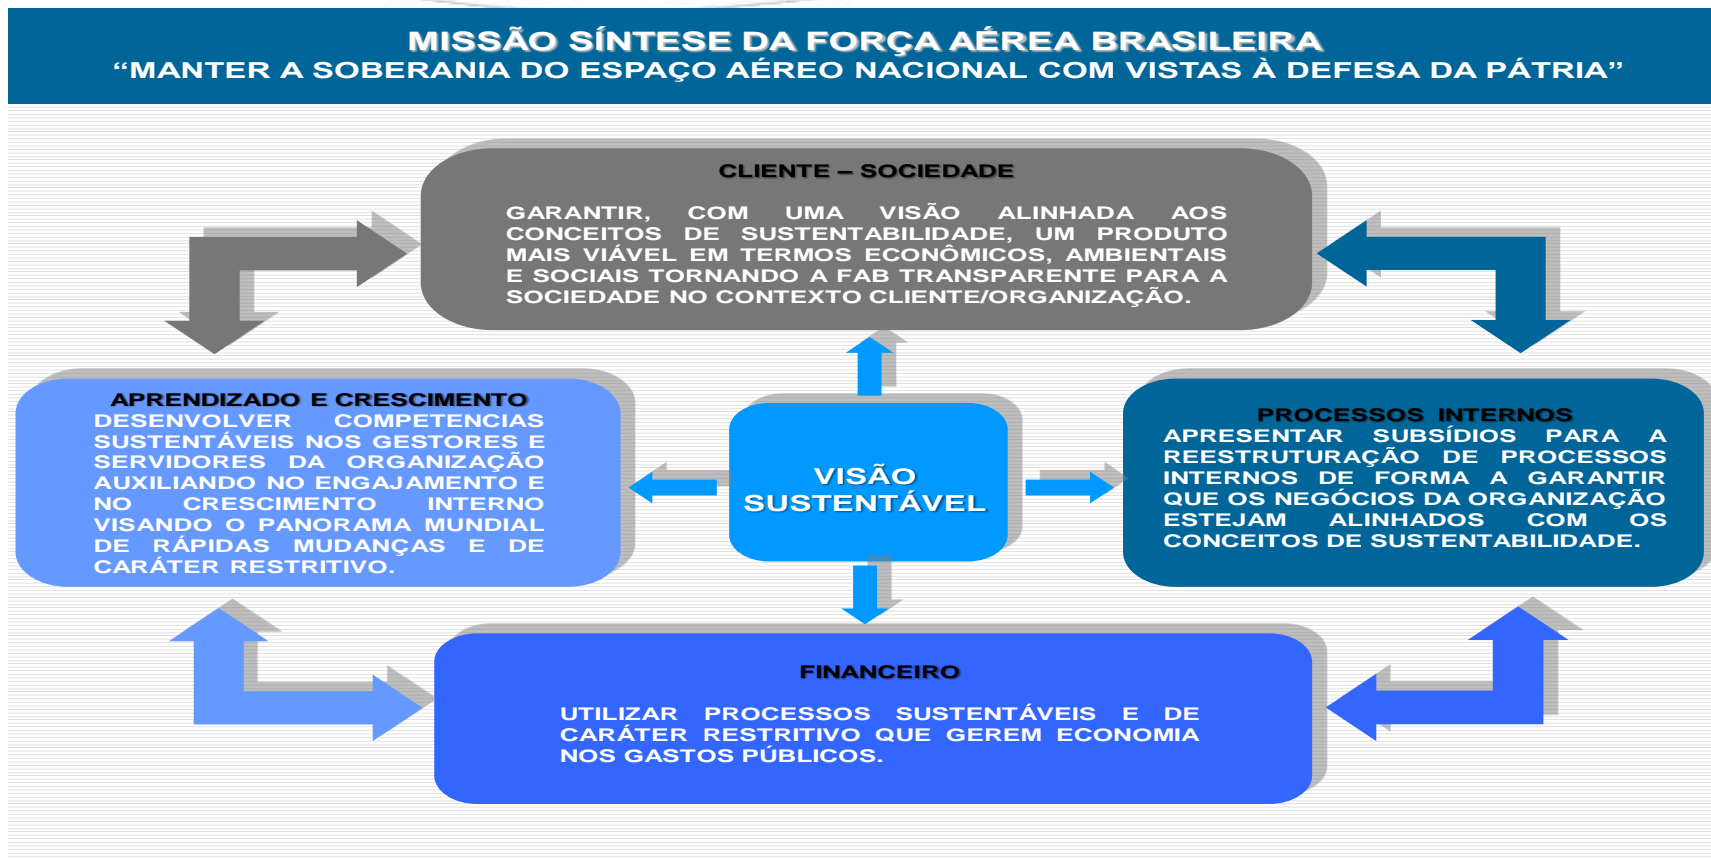 MISSÃO SÍNTESE DA FORÇA AÉREA BRASILEIRA
“MANTER A SOBERANIA DO ESPAÇO AÉREO NACIONAL COM VISTAS À DEFESA DA PÁTRIA”
CLIENTE – SOCIEDADE
GARANTIR, COM UMA VISÃO ALINHADA AOS
CONCEITOS DE SUSTENTABILIDADE, UM PRODUTO
MAIS VIÁVEL EM TERMOS ECONÔMICOS, AMBIENTAIS
E SOCIAIS TORNANDO A FAB TRANSPARENTE PARA A
SOCIEDADE NO CONTEXTO CLIENTE/ORGANIZAÇÃO.
APRENDIZADO E CRESCIMENTO
DESENVOLVER COMPETENCIAS
SUSTENTÁVEIS NOS GESTORES E
SERVIDORES DA ORGANIZAÇÃO
AUXILIANDO NO ENGAJAMENTO E
NO CRESCIMENTO INTERNO
VISANDO O PANORAMA MUNDIAL
DE RÁPIDAS MUDANÇAS E DE
CARÁTER RESTRITIVO.
VISÃO
SUSTENTÁVEL
PROCESSOS INTERNOS
APRESENTAR SUBSÍDIOS PARA A
REESTRUTURAÇÃO DE PROCESSOS
INTERNOS DE FORMA A GARANTIR
QUE OS NEGÓCIOS DA ORGANIZAÇÃO
ESTEJAM ALINHADOS COM OS
CONCEITOS DE SUSTENTABILIDADE.
FINANCEIRO
UTILIZAR PROCESSOS SUSTENTÁVEIS E DE
CARÁTER RESTRITIVO QUE GEREM ECONOMIA
NOS GASTOS PÚBLICOS.